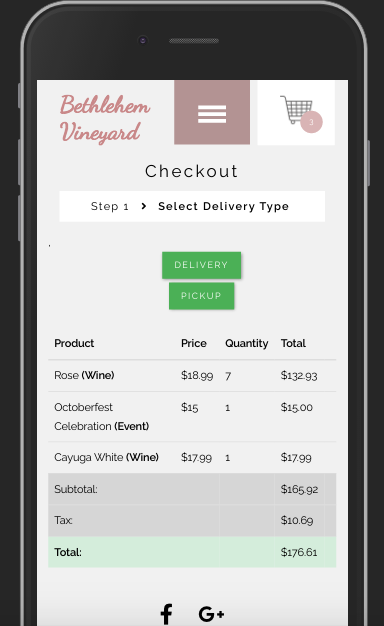 Bethlehem
Vineyard
3
Checkout
Step 1 > Select Delivery Type
.
DELIVERY
PICKUP
Product Price Quantity Total
Rose (Wine) $18.99 7 $132.93
Octoberfest $15 1 $15.00
Celebration (Event)
Cayuga White (Wine) $17.99 1 $17.99
Subtotal: $165.92
Tax: $10.69
Total: $176.61
f G+